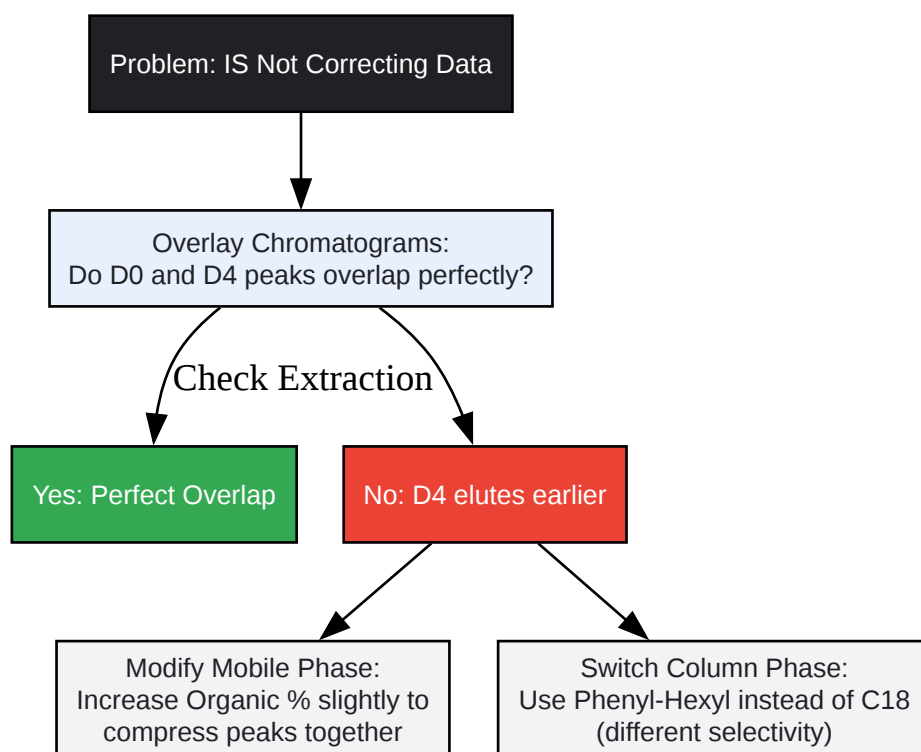 Problem: IS Not Correcting Data
Overlay Chromatograms:
Do D0 and D4 peaks overlap perfectly?
Check Extraction
Yes: Perfect Overlap
No: D4 elutes earlier
Modify Mobile Phase:
Increase Organic % slightly to
compress peaks together
Switch Column Phase:
Use Phenyl-Hexyl instead of C18
(different selectivity)